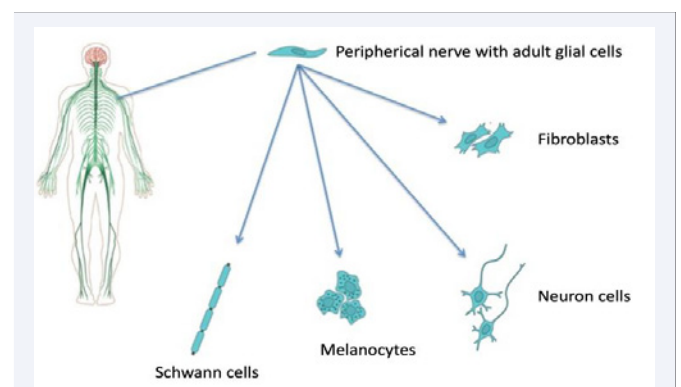 Peripherical nerve with adult glial cells
Fibroblasts
Neuron cells
Melanocytes
Schwann cells